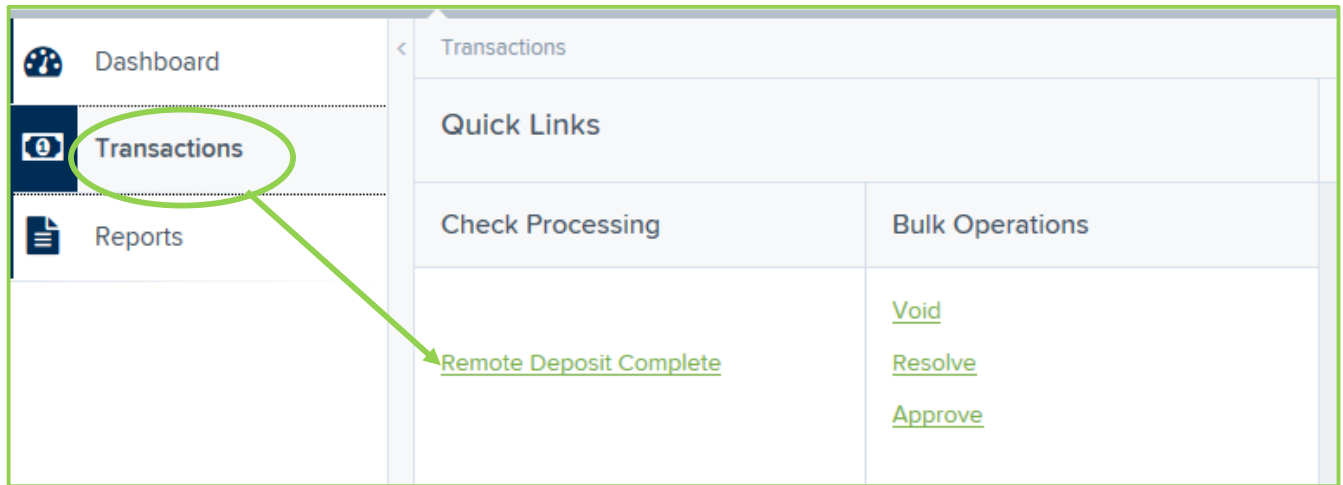 Dashboard
Transactions
Reports
Transactions
Quick Links
Check Processing
Remote Deposit Complete
Bulk Operations
Void
Resolve
Approve